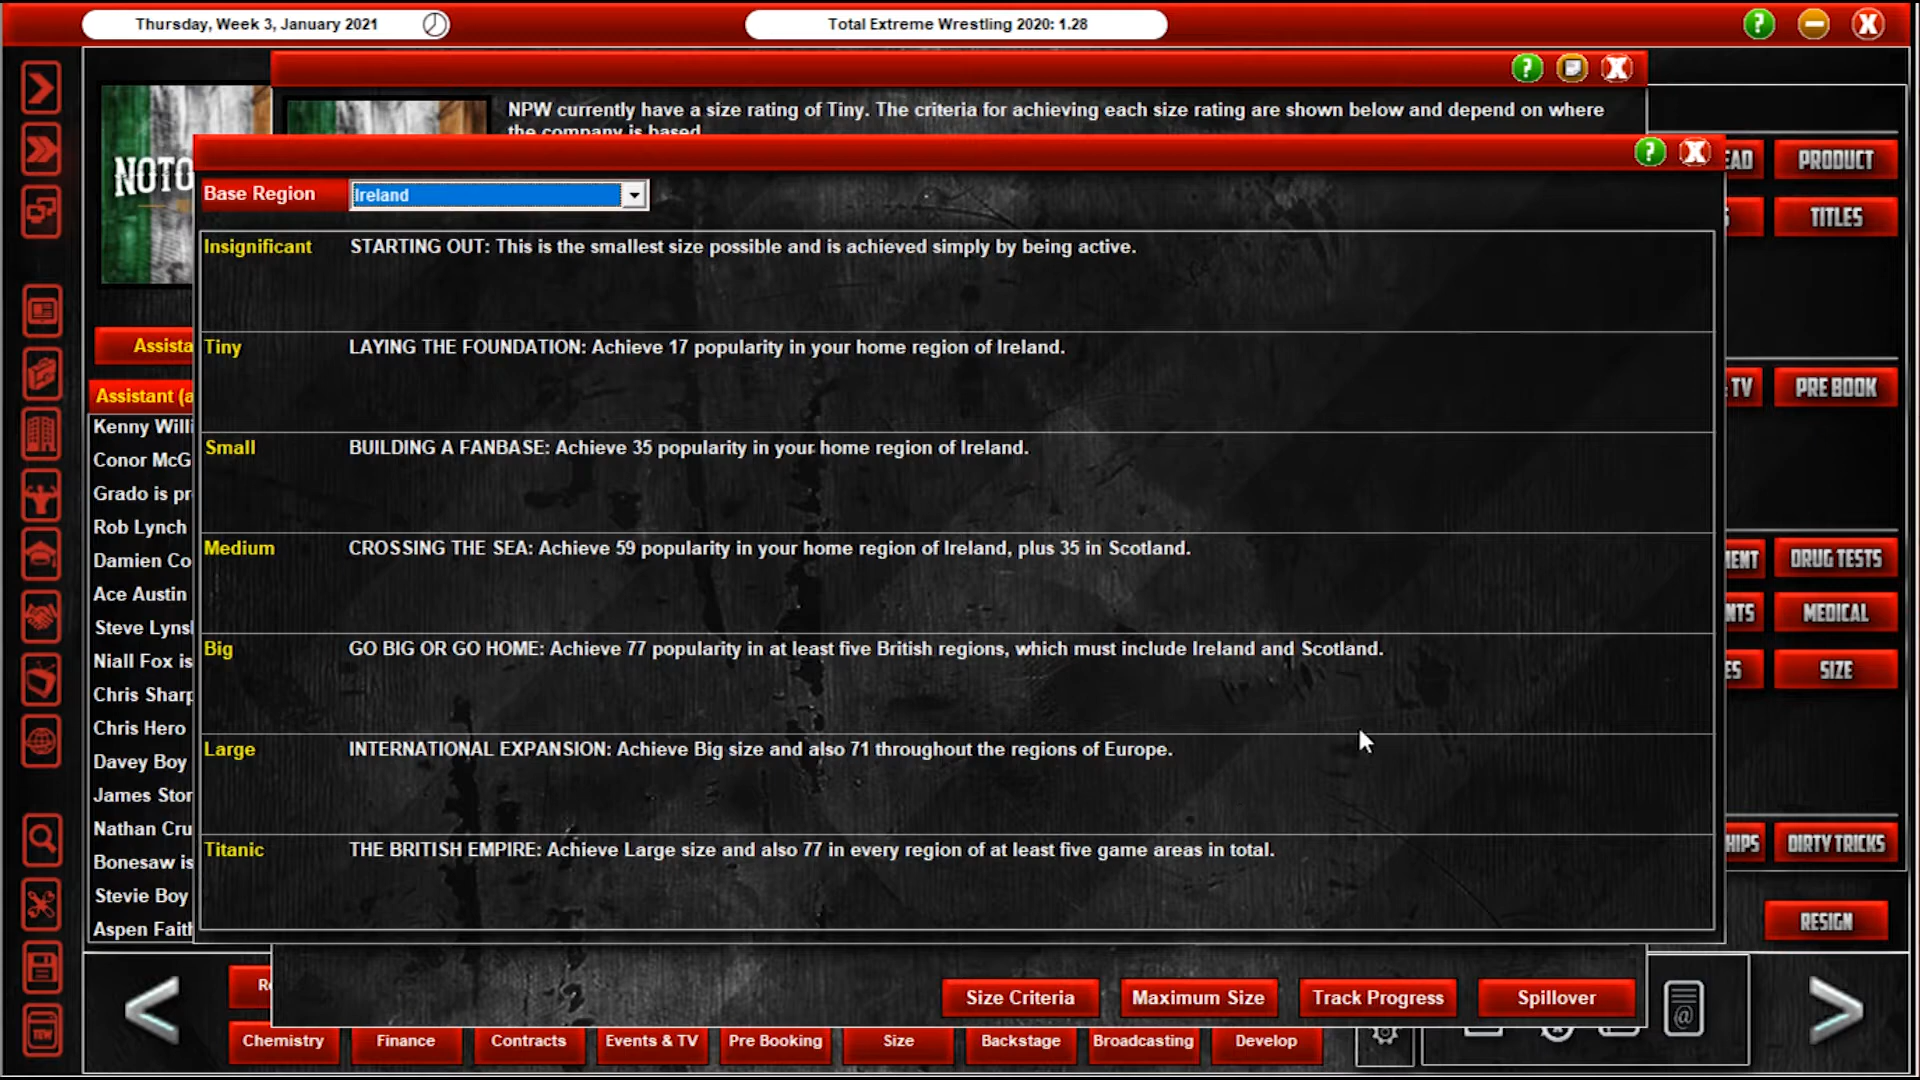 Thursday, Week 3, January 2021
Total Extreme Wrestling 2020: 1.28
NPW currently have a size rating of Tiny. The criteria for achieving each size rating are shown below and depend on where
the company is based
NOTO
Base Region
Ireland
Insignificant
STARTING OUT: This is the smallest size possible and is achieved simply by being active.
Tiny
LAYING THE FOUNDATION: Achieve 17 popularity in your home region of Ireland.
Small
BUILDING A FANBASE: Achieve 35 popularity in your home region of Ireland.
Medium
CROSSING THE SEA: Achieve 59 popularity in your home region of Ireland, plus 35 in Scotland.
Big
GO BIG OR GO HOME: Achieve 77 popularity in at least five British regions, which must include Ireland and Scotland.
Large
INTERNATIONAL EXPANSION: Achieve Big size and also 71 throughout the regions of Europe.
Titanic
THE BRITISH EMPIRE: Achieve Large size and also 77 in every region of at least five game areas in total.
Assista
Assistant (a
Kenny Willi
Conor McG
Grado is pr
Rob Lynch
Damien Co
Ace Austin
Steve Lynsk
Niall Fox is
Chris Sharp
Chris Hero
Davey Boy
James Stor
Nathan Cru
Bonesaw is
Stevie Boy
Aspen Faith
EAD
PRODUCT
S
TITLES
TV
PRE BOOK
MENT
DRUG TESTS
NTS
MEDICAL
ES
SIZE
HIPS
DIRTY TRICKS
RESIGN
Size Criteria
Maximum Size
Track Progress
Spillover
Chemistry
Finance
Contracts
Events & TV
Pre Booking
Size
Backstage
Broadcasting
Develop
TEW